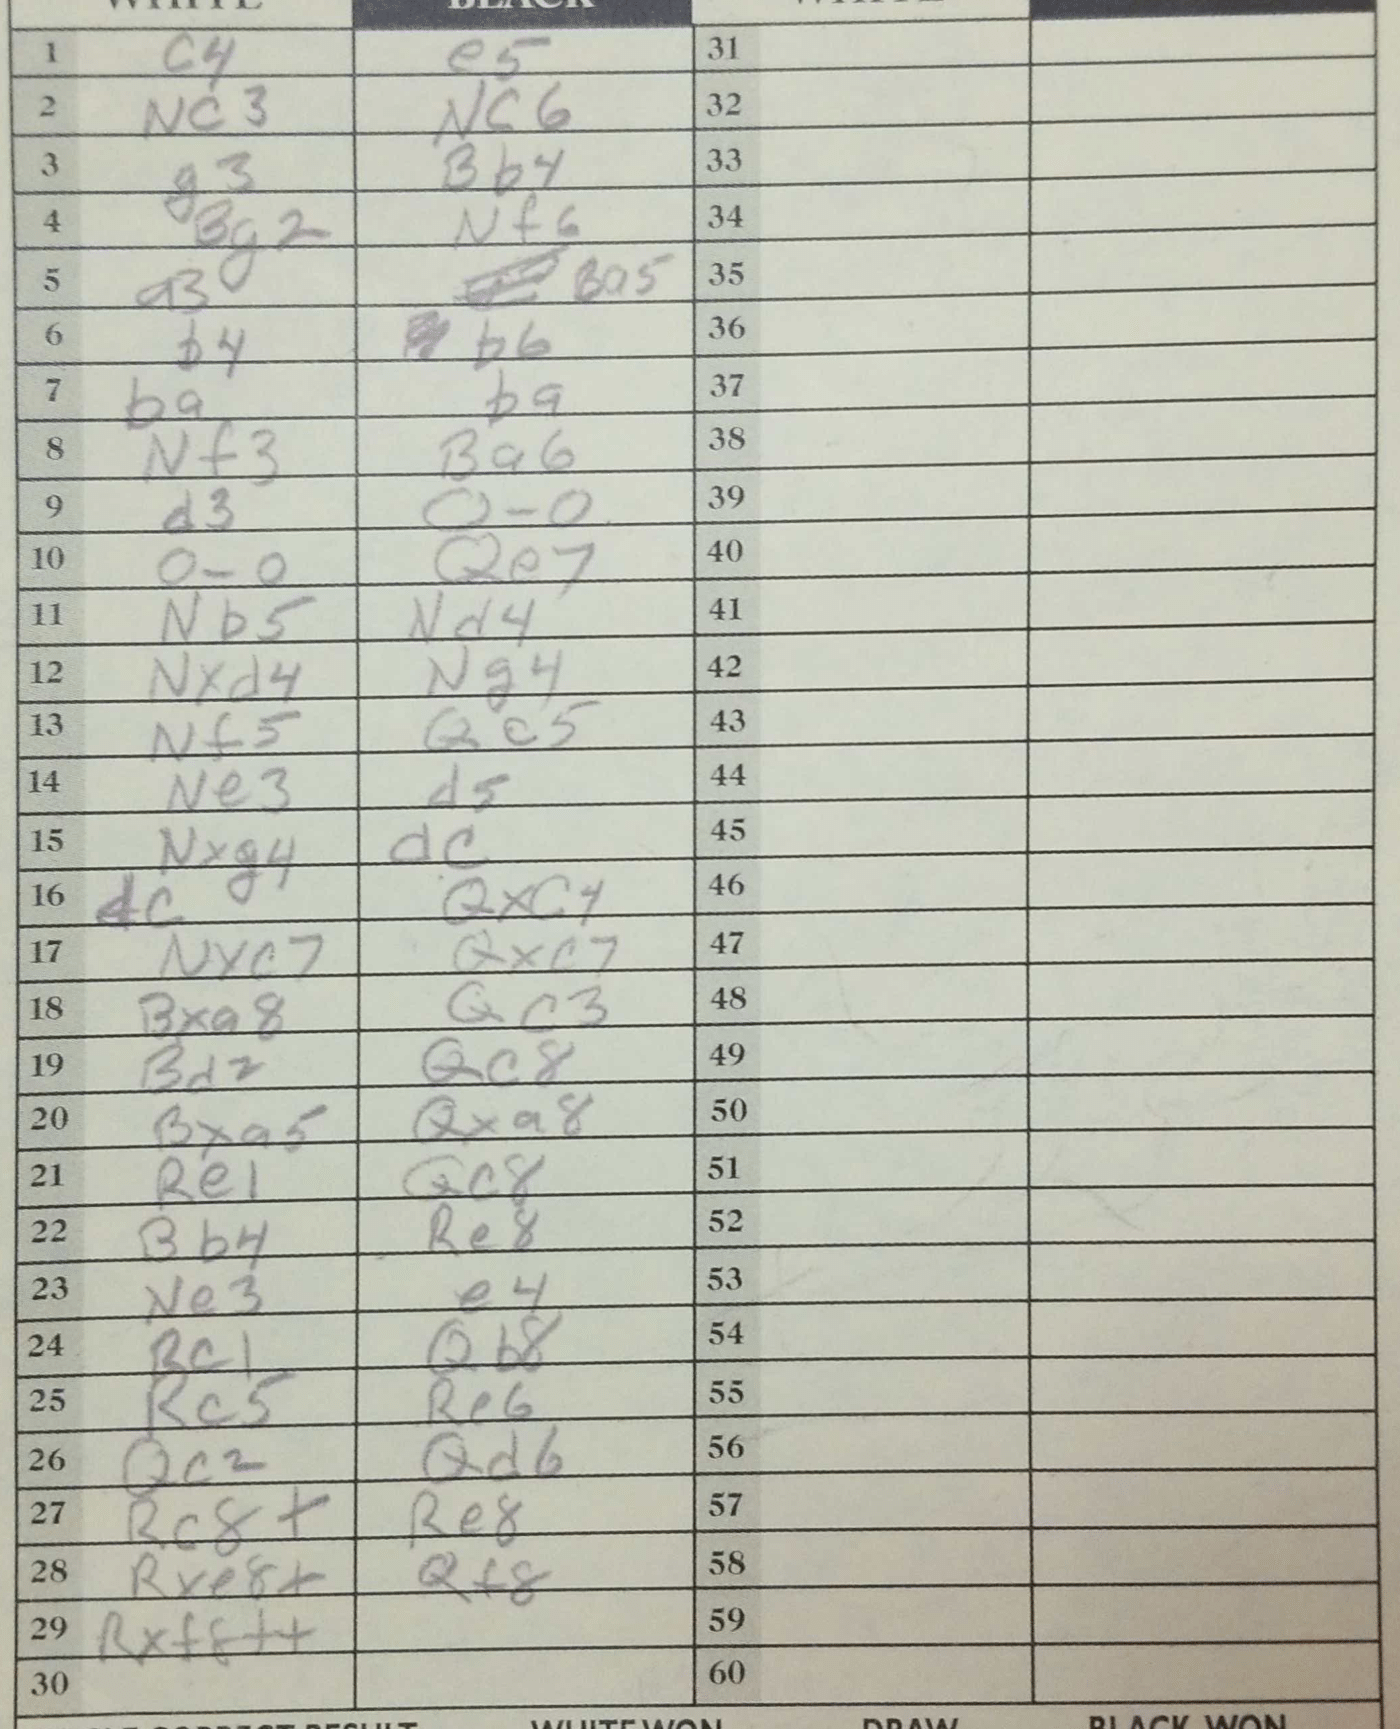 WHITE BLACK WHITE
1 c4 e5 31
2 Nc3 Nc6 32
3 g3 Bb4 33
4 Bg2 Nf6 34
5 a3 Ba5 35
6 b4 b6 36
7 ba ba 37
8 Nf3 Ba6 38
9 d3 O-O 39
10 O-O Qe7 40
11 Nb5 Nd4 41
12 Nxd4 Ng4 42
13 Nf5 Qc5 43
14 Ne3 d5 44
15 Nxg4 dc 45
16 dc Qxc4 46
17 Nxc7 Qxc7 47
18 Bxa8 Qc3 48
19 Bd2 Qc8 49
20 Bxa5 Qxa8 50
21 Re1 Qc8 51
22 Bb4 Re8 52
23 Ne3 e4 53
24 Rc1 Qb8 54
25 Rc5 Re6 55
26 Qc2 Qd6 56
27 Rc8+ Re8 57
28 Rxe8+ Qf8 58
29 Rxf8++ 59
30 60
CORRECT RESULT WHITE WON DRAW BLACK WON